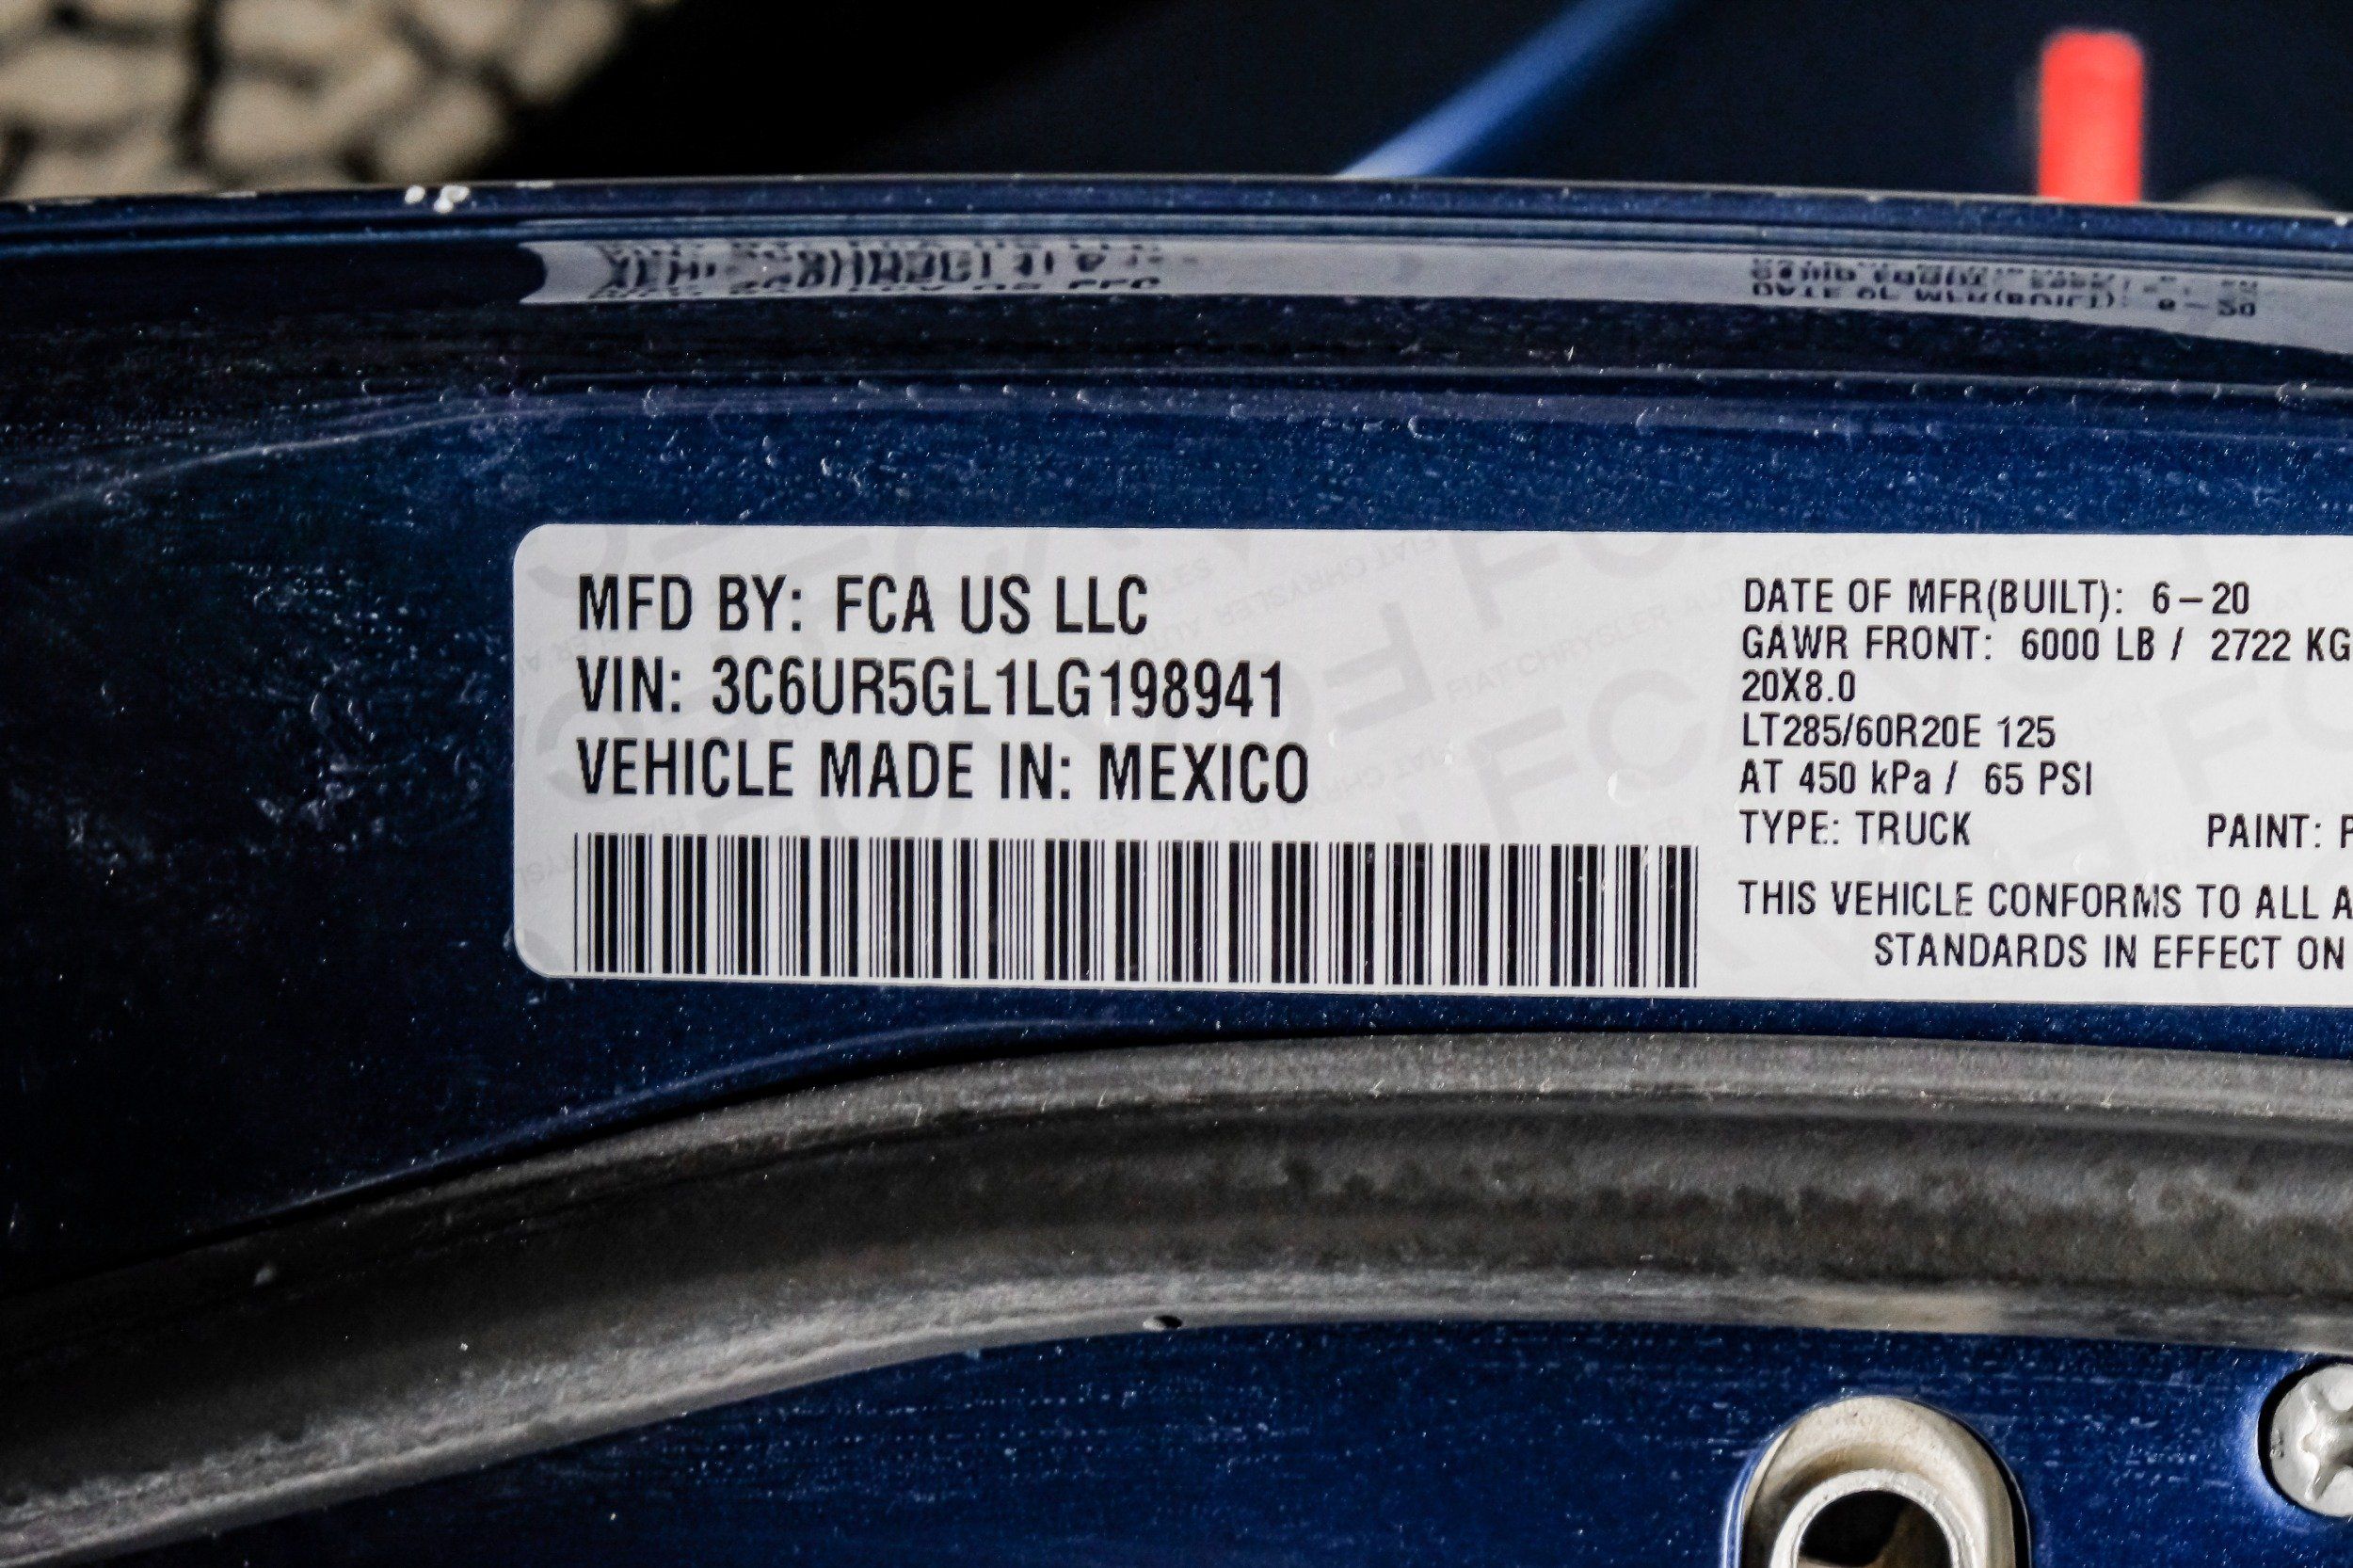 MFD BY: FCA US LLC
VIN: 3C6UR5GL1LG198941
VEHICLE MADE IN: MEXICO
DATE OF MFR(BUILT): 6-20
GAWR FRONT: 6000 LB / 2722 KG
20X8.0
LT285/60R20E 125
AT 450 kPa / 65 PSI
TYPE: TRUCK PAINT:
THIS VEHICLE CONFORMS TO ALL
STANDARDS IN EFFECT ON